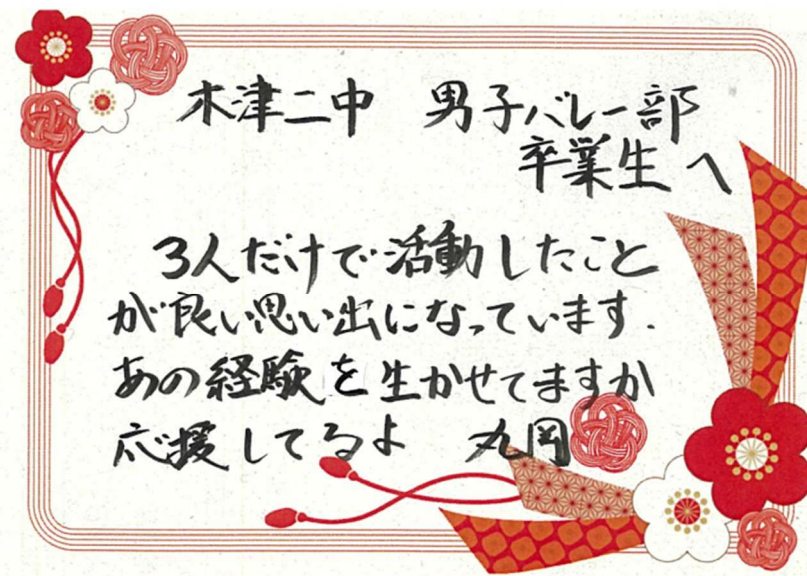 木津二中 男子バレー部
卒業生へ
3人だけで活動したこと
が良い思い出になっています.
あの経験を生かせてますか
応援してるよ 丸岡